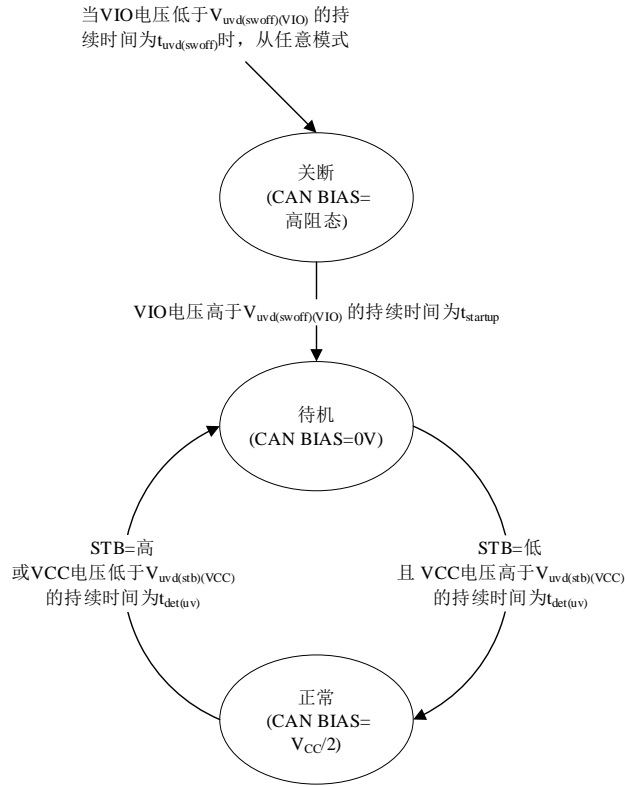 当VIO电压低于Vuvd(swoff)(VIO) 的持
续时间为tuvd(swoff)时，从任意模式
关断
(CAN BIAS=
高阻态)
VIO电压高于Vuvd(swoff)(VIO) 的持续时间为tstartup
待机
(CAN BIAS=0V)
STB=高
或VCC电压低于Vuvd(stb)(VCC)
的持续时间为tdet(uv)
STB=低
且 VCC电压高于Vuvd(stb)(VCC)
的持续时间为tdet(uv)
正常
(CAN BIAS=
VCC/2)